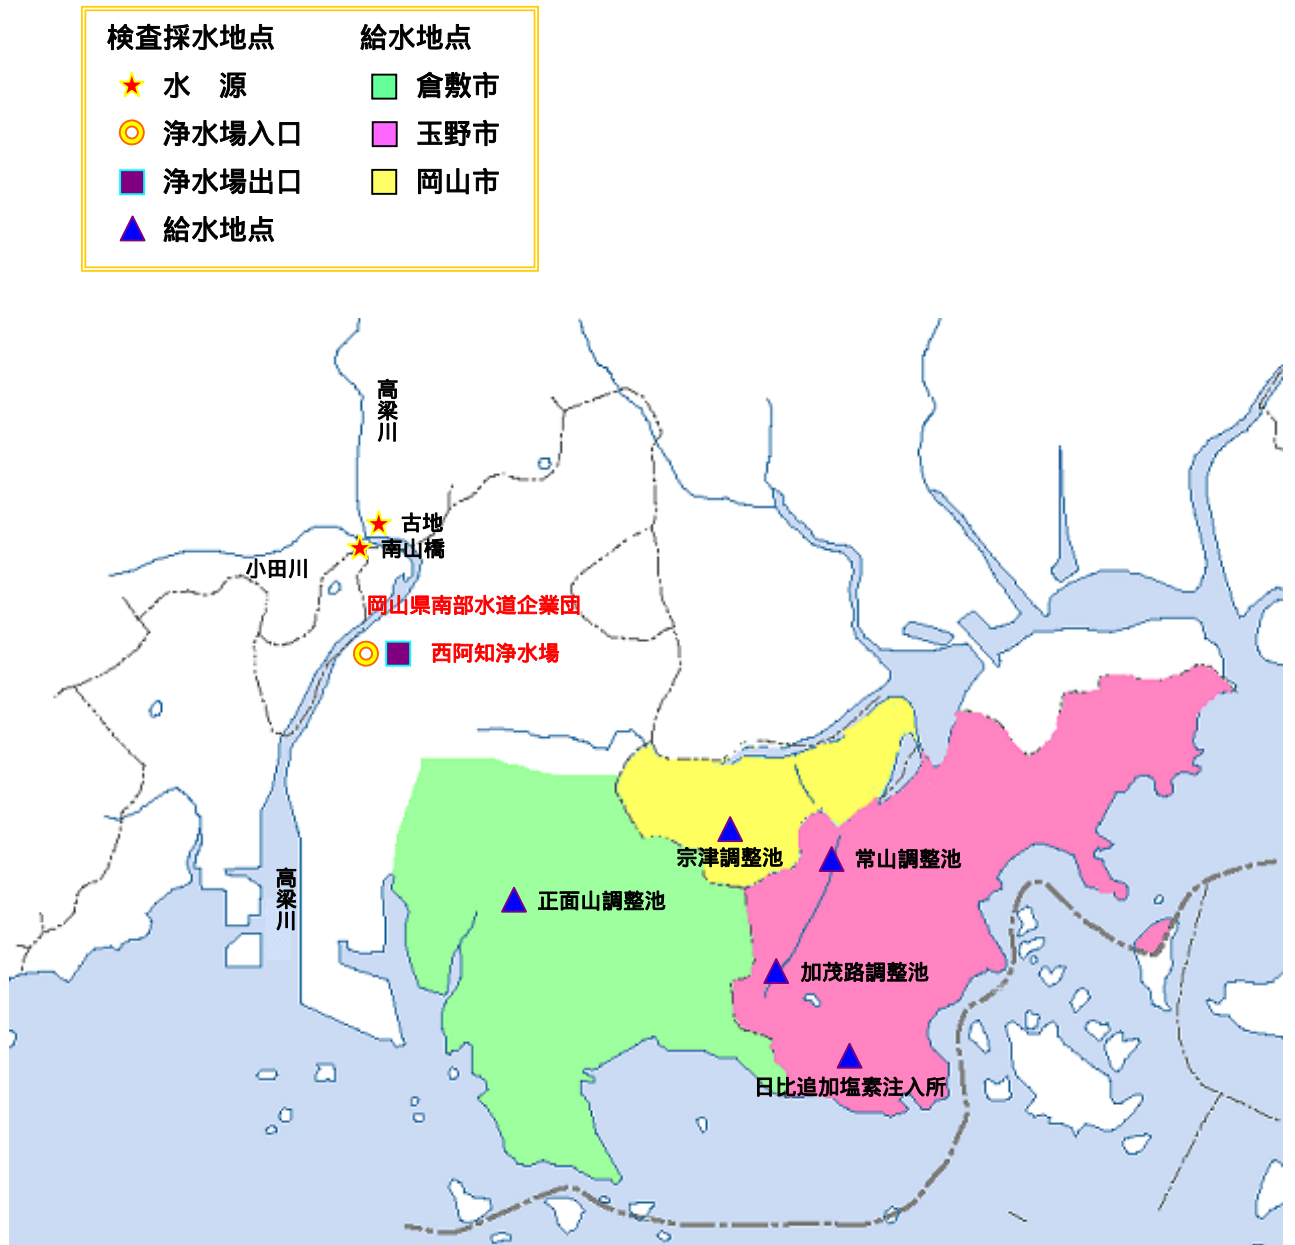 検査採水地点
給水地点
水　源
倉敷市
浄水場入口
玉野市
浄水場出口
岡山市
給水地点
高梁川
古地
南山橋
小田川
岡山県南部水道企業団
西阿知浄水場
宗津調整池
常山調整池
高梁川
正面山調整池
加茂路調整池
日比追加塩素注入所